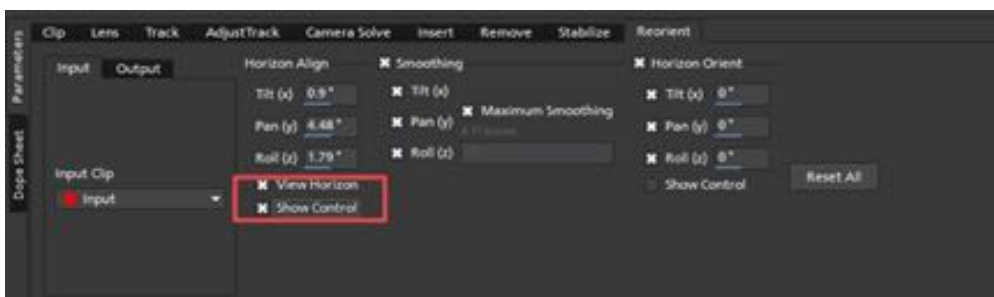 Clip Lens Track AdjustTrack Camera Solve Insert Remove Stabilize Reorient
Parameters
Dope Sheet
Input Output
Input Clip
Input
Horizon Align
Tilt (x) 0.9°
Pan (y) 4.48°
Roll (z) 1.79°
View Horizon
Show Control
Smoothing
Tilt (x)
Pan (y)
Roll (z)
Maximum Smoothing
Horizon Orient
Tilt (x) 0°
Pan (y) 0°
Roll (z) 0°
Show Control
Reset All